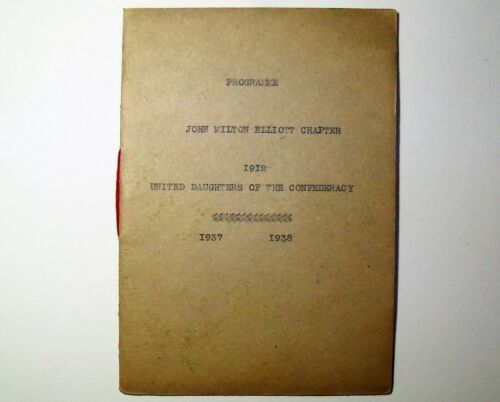 PROGRAMME
JOHN MILTON ELLIOTT CHAPTER
1912
UNITED DAUGHTERS OF THE CONFEDERACY
1937 1938